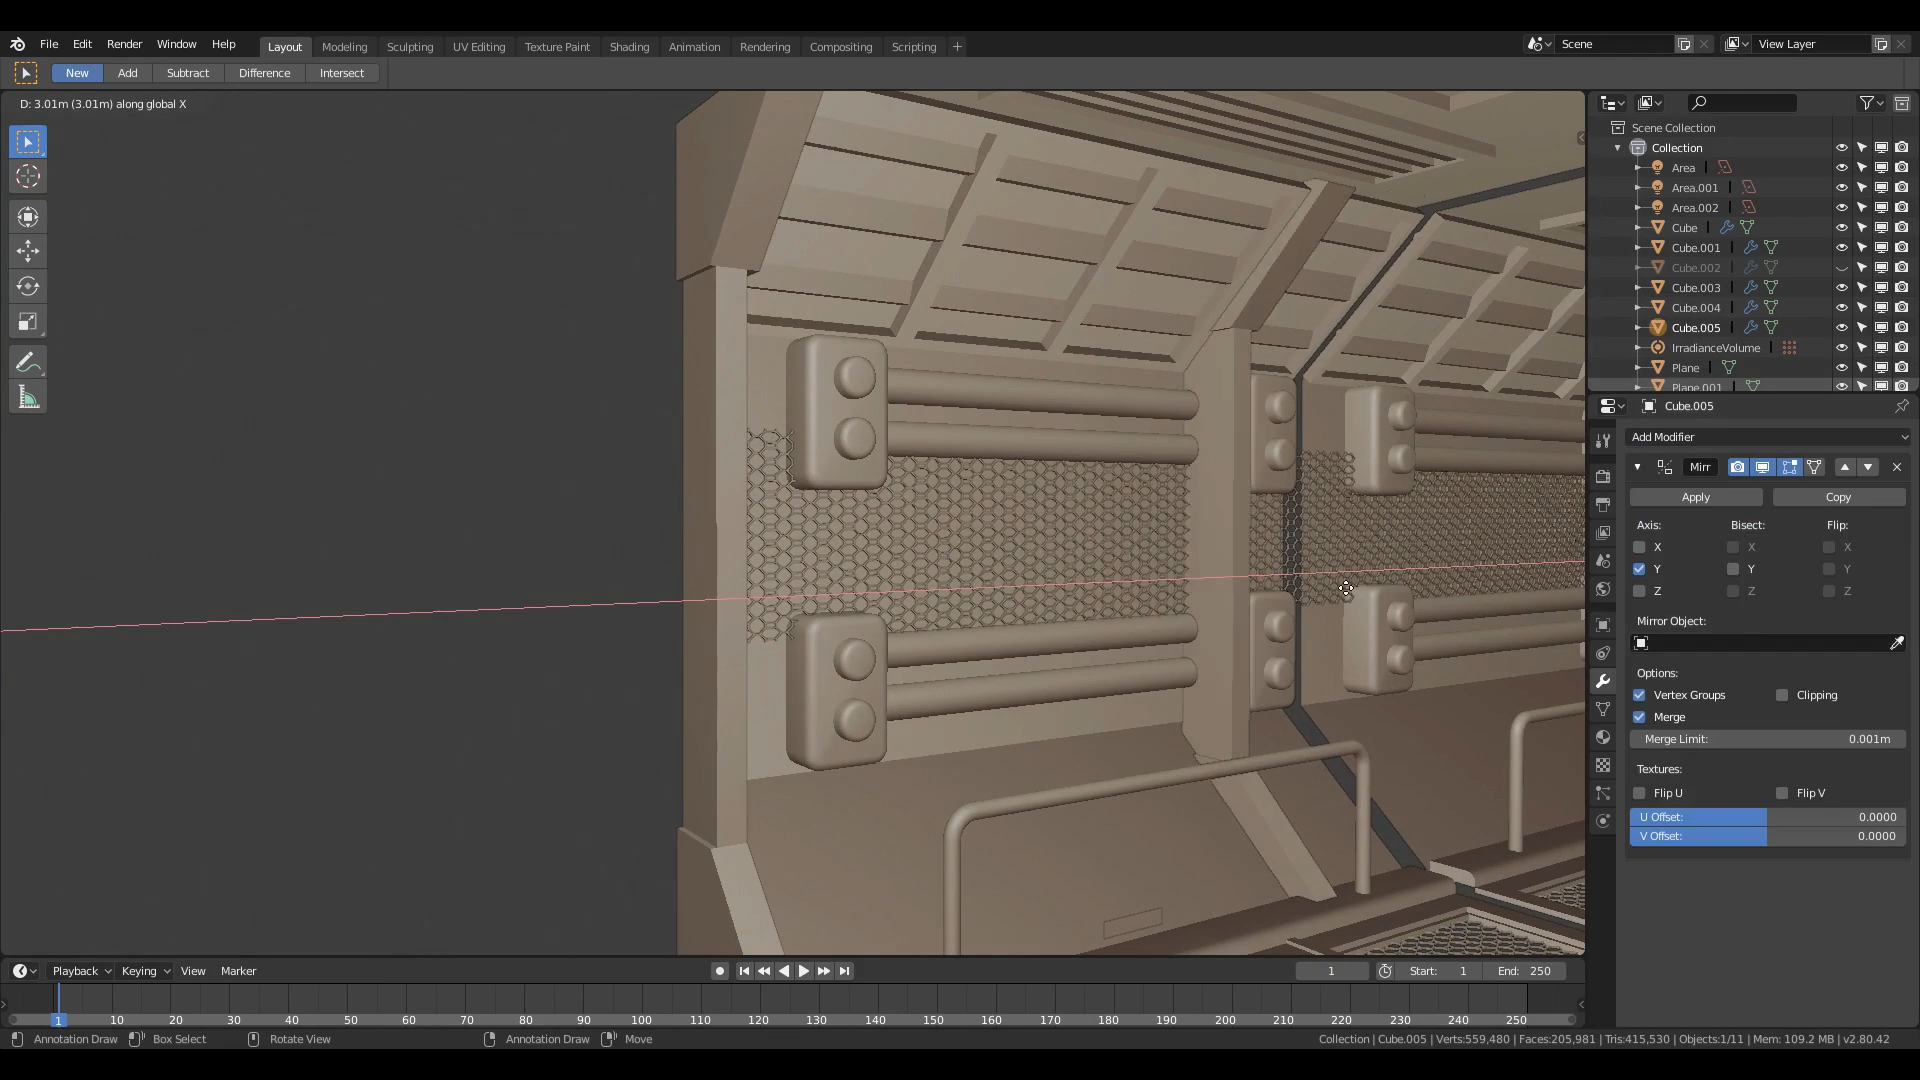 File Edit Render Window Help Layout Modeling Sculpting UV Editing Texture Paint Shading Animation Rendering Compositing Scripting + Scene View Layer
New Add Subtract Difference Intersect
D: 3.01m (3.01m) along global X
Scene Collection
Collection
Area
Area.001
Area.002
Cube
Cube.001
Cube.002
Cube.003
Cube.004
Cube.005
IrradianceVolume
Plane
Plane.001
Cube.005
Add Modifier
Mirr
Apply Copy
Axis: Bisect: Flip:
X X X
Y Y Y
Z Z Z
Mirror Object:
Options:
Vertex Groups Clipping
Merge
Merge Limit: 0.001m
Textures:
Flip U Flip V
U Offset: 0.0000
V Offset: 0.0000
Playback Keying View Marker 1 Start: 1 End: 250
1 10 20 30 40 50 60 70 80 90 100 110 120 130 140 150 160 170 180 190 200 210 220 230 240 250
Annotation Draw Box Select Rotate View Annotation Draw Move Collection | Cube.005 | Verts:559,480 | Faces:205,981 | Tris:415,530 | Objects:1/11 | Mem: 109.2 MB | v2.80.42